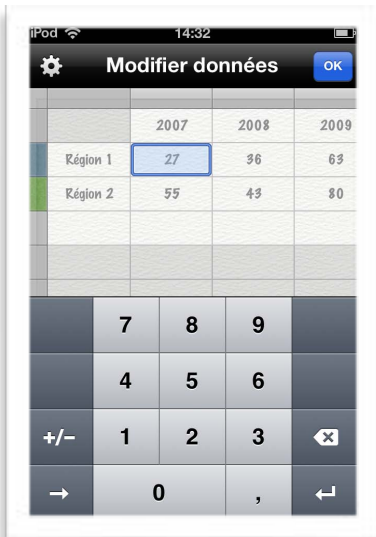 iPod 14:32
Modifier données OK
2007 2008 2009
Région 1 27 36 63
Région 2 55 43 80
7 8 9
4 5 6
+/- 1 2 3
0 ,